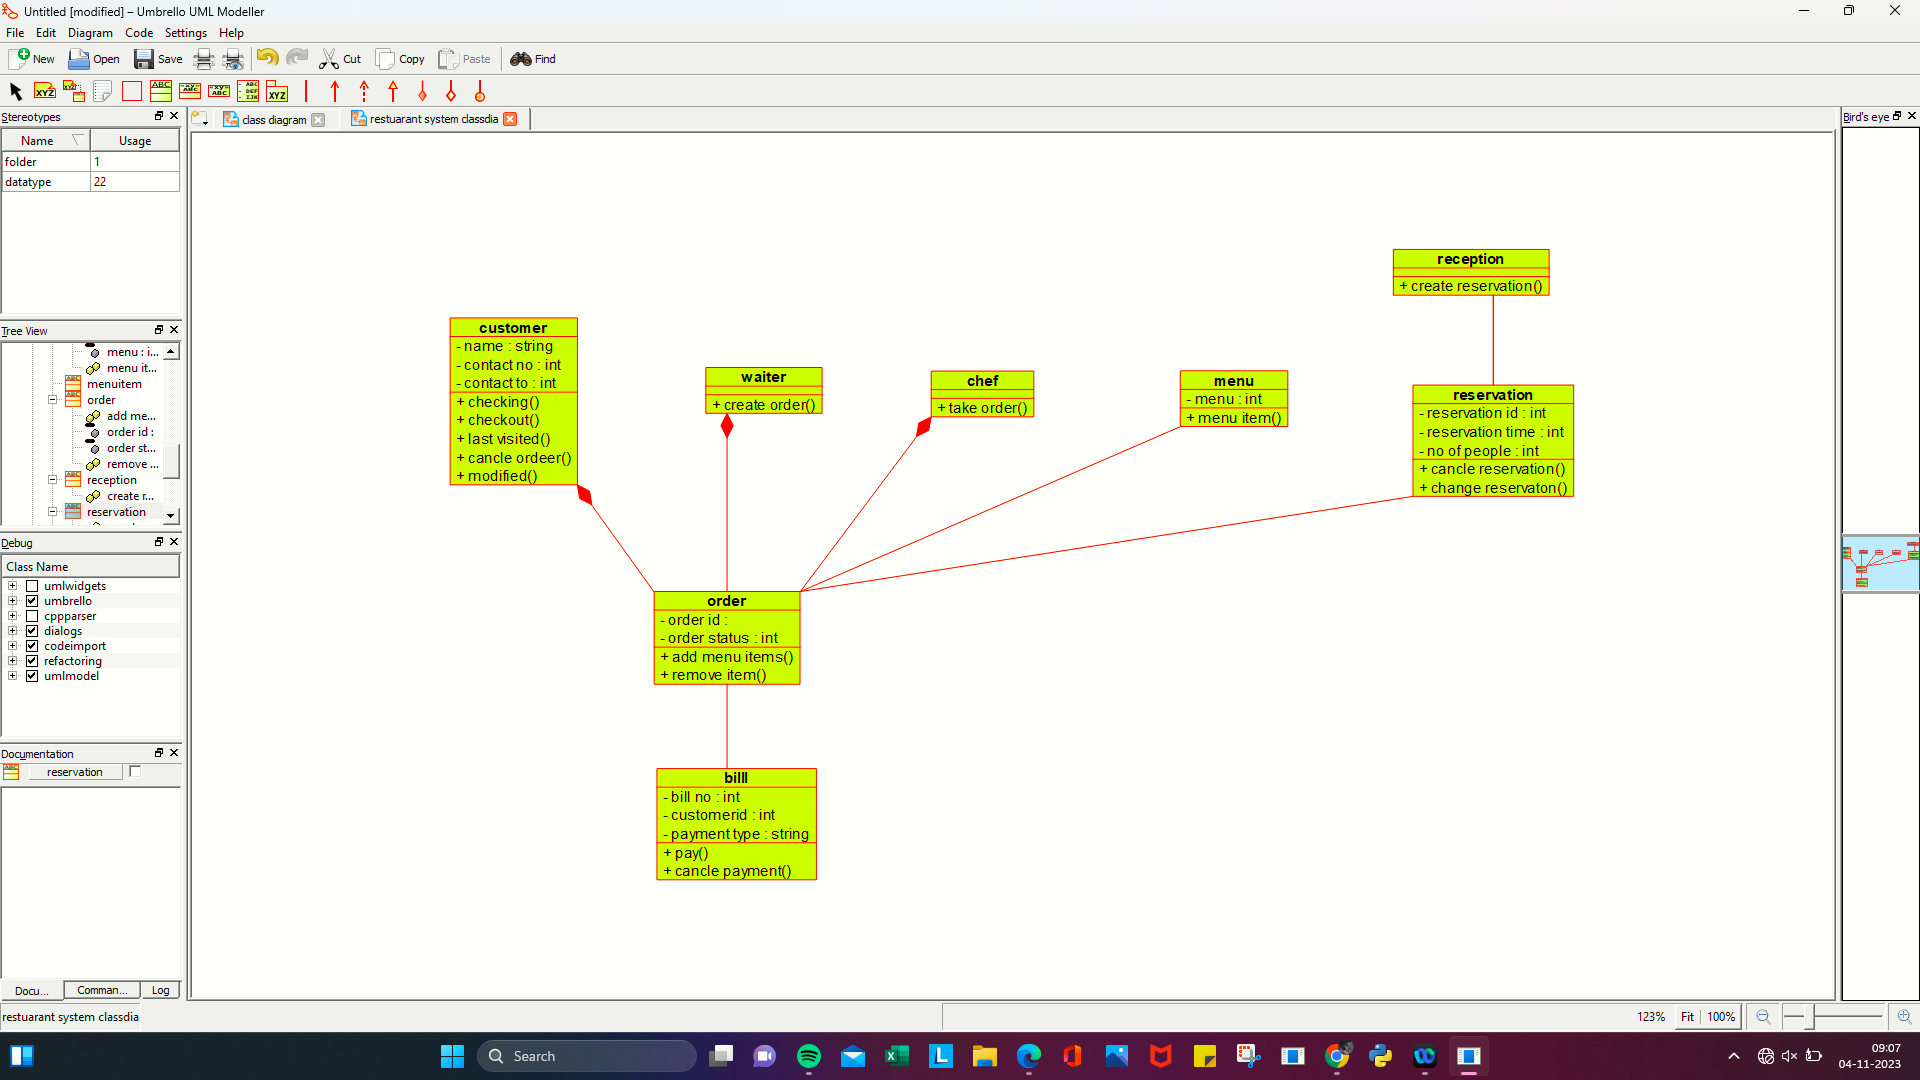 Untitled [modified] – Umbrello UML Modeller
File Edit Diagram Code Settings Help
New Open Save Cut Copy Paste Find
Stereotypes
Name Usage
folder 1
datatype 22
class diagram restuarant system classdia
Bird's eye
Tree View
menu : i...
menu it...
menuitem
order
add me...
order id :
order st...
remove ...
reception
create r...
reservation
Debug
Class Name
umlwidgets
umbrello
cppparser
dialogs
codeimport
refactoring
umlmodel
Documentation
reservation
Docu... Comman... Log
reception
+ create reservation()
customer
- name : string
- contact no : int
- contact to : int
+ checking()
+ checkout()
+ last visited()
+ cancle ordeer()
+ modified()
waiter
+ create order()
chef
+ take order()
menu
- menu : int
+ menu item()
reservation
- reservation id : int
- reservation time : int
- no of people : int
+ cancle reservation()
+ change reservaton()
order
- order id :
- order status : int
+ add menu items()
+ remove item()
billl
- bill no : int
- customerid : int
- payment type : string
+ pay()
+ cancle payment()
restuarant system classdia
123% Fit 100%
Search
09:07
04-11-2023